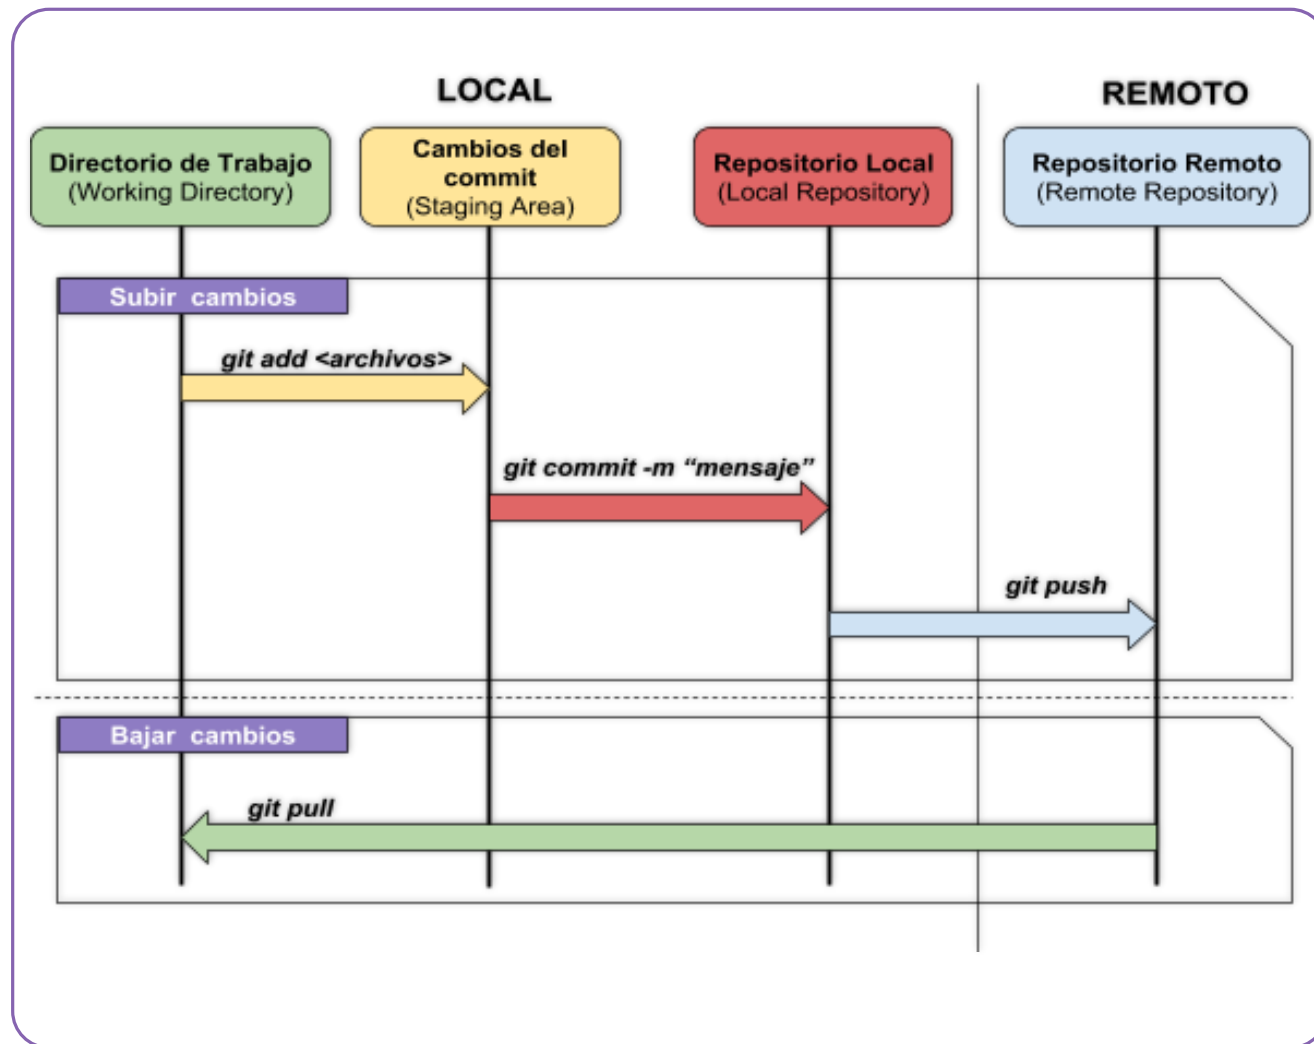 LOCAL
REMOTO
Directorio de Trabajo
(Working Directory)
Cambios del
commit
(Staging Area)
Repositorio Local
(Local Repository)
Repositorio Remoto
(Remote Repository)
Subir cambios
git add <archivos>
git commit -m “mensaje”
git push
Bajar cambios
git pull